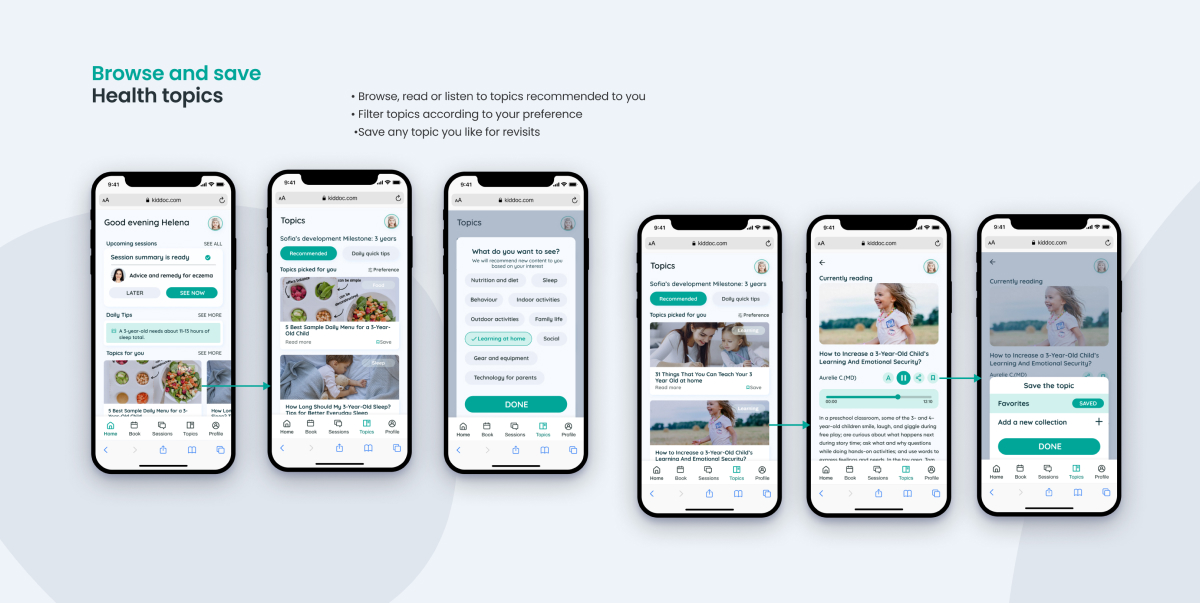 Browse and save
Health topics
• Browse, read or listen to topics recommended to you
• Filter topics according to your preference
•Save any topic you like for revisits
9:41
AA
kiddoc.com
Good evening Helena
Upcoming sessions
SEE ALL
Session summary is ready
Advice and remedy for eczema
LATER
SEE NOW
Daily Tips
SEE MORE
A 3-year-old needs about 11-13 hours of
sleep total.
Topics for you
SEE MORE
5 Best Sample Daily Menu for a 3-
Year-Old Child
How Long
Sleep?
Home
Book
Sessions
Topics
Profile
9:41
AA
kiddoc.com
Topics
Sofia's development Milestone: 3 years
Recommended
Daily quick tips
Topics picked for you
Preference
Food
5 Best Sample Daily Menu for a 3-Year-
Old Child
Read more
Save
Sleep
How Long Should My 3-Year-Old Sleep?
Tips for Better Everyday Sleep
Home
Book
Sessions
Topics
Profile
9:41
AA
kiddoc.com
Topics
What do you want to see?
We will recommend new content to you
based on your interest
Nutrition and diet
Sleep
Behaviour
Indoor activities
Outdoor activities
Family life
Learning at home
Social
Gear and equipment
Technology for parents
DONE
Home
Book
Sessions
Topics
Profile
9:41
AA
kiddoc.com
Topics
Sofia's development Milestone: 3 years
Recommended
Daily quick tips
Topics picked for you
Preference
Learning
31 Things That You Can Teach Your 3
Year Old at home
Read more
Save
Learning
How to Increase a 3-Year-Old Child's
Learning And Emotional Security?
Home
Book
Sessions
Topics
Profile
9:41
AA
kiddoc.com
Currently reading
How to Increase a 3-Year-Old Child's
Learning And Emotional Security?
Aurelie C.(MD)
A
00:00
12:10
In a preschool classroom, some of the 3- and 4-
year-old children smile, laugh, and giggle during
free play; are curious about what happens next
during story time; ask what and why questions
while doing hands-on activities; and use words to
express feelings and needs. In the toy area, Tom
Home
Book
Sessions
Topics
Profile
9:41
AA
kiddoc.com
Currently reading
How to Increase a 3-Year-Old Child's
Learning And Emotional Security?
Aurelie C.(MD)
Save the topic
Favorites
SAVED
Add a new collection
DONE
Home
Book
Sessions
Topics
Profile